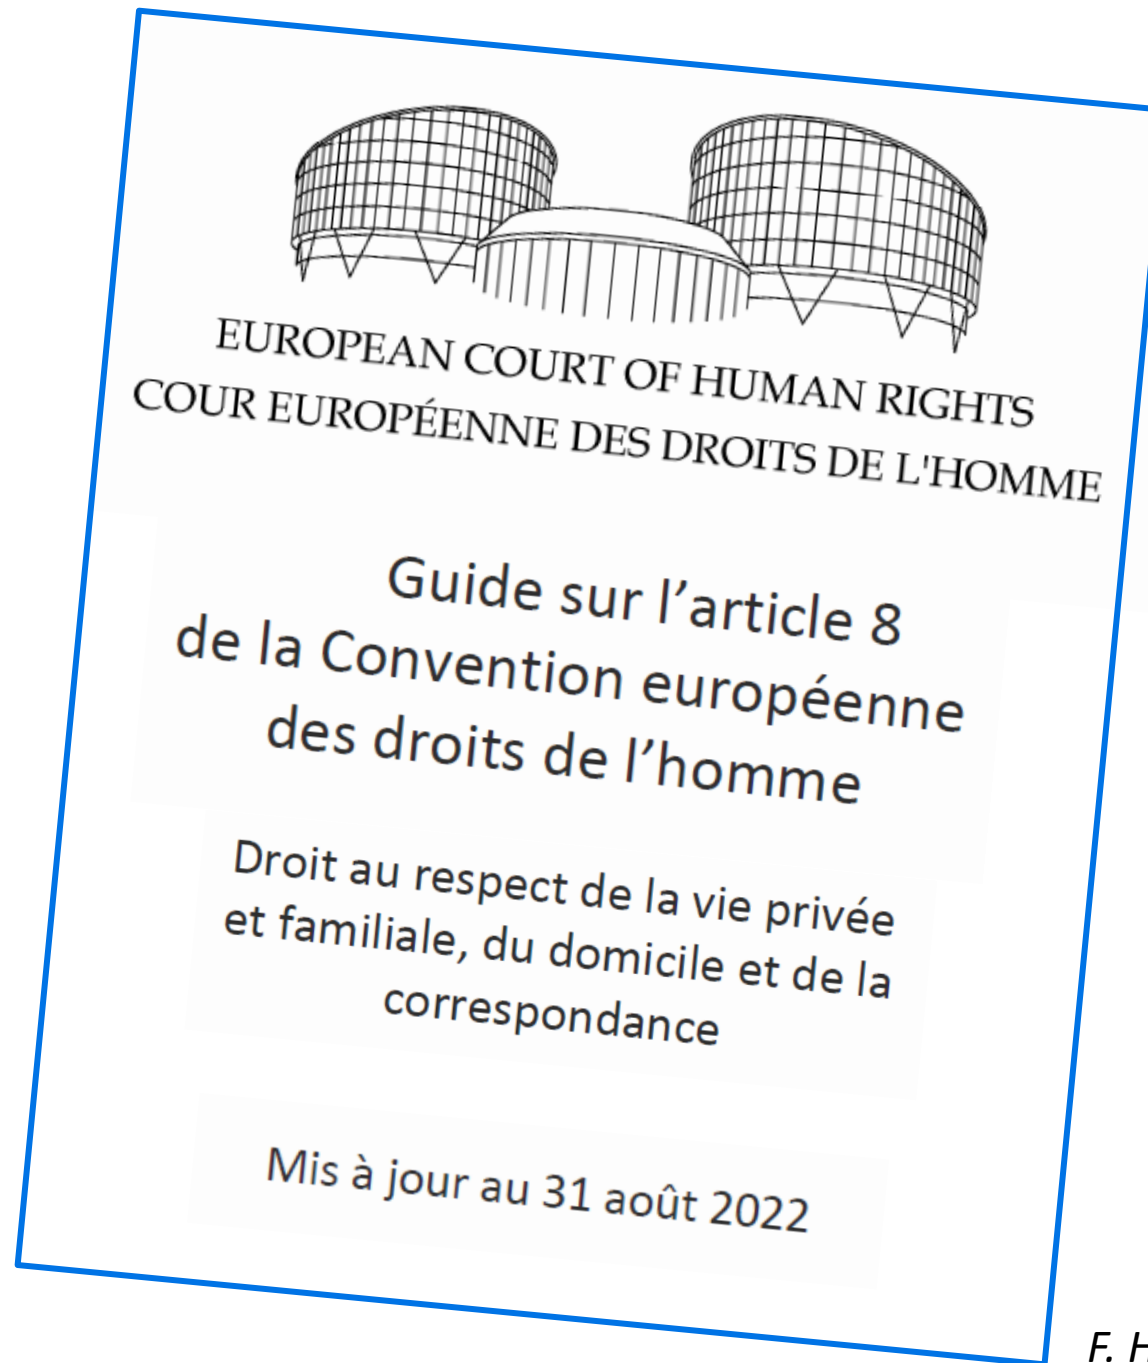 EUROPEAN COURT OF HUMAN RIGHTS
COUR EUROPÉENNE DES DROITS DE L'HOMME
Guide sur l’article 8
de la Convention européenne
des droits de l’homme
Droit au respect de la vie privée
et familiale, du domicile et de la
correspondance
Mis à jour au 31 août 2022
F. H